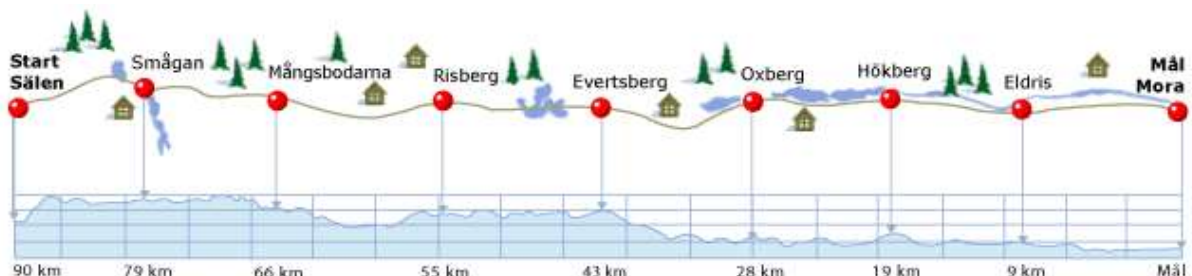 Start
Sälen
Smågan
Mångsbodarna
Risberg
Evertsberg
Oxberg
Hökberg
Eldris
Mål
Mora
90 km
79 km
66 km
55 km
43 km
28 km
19 km
9 km
Mål